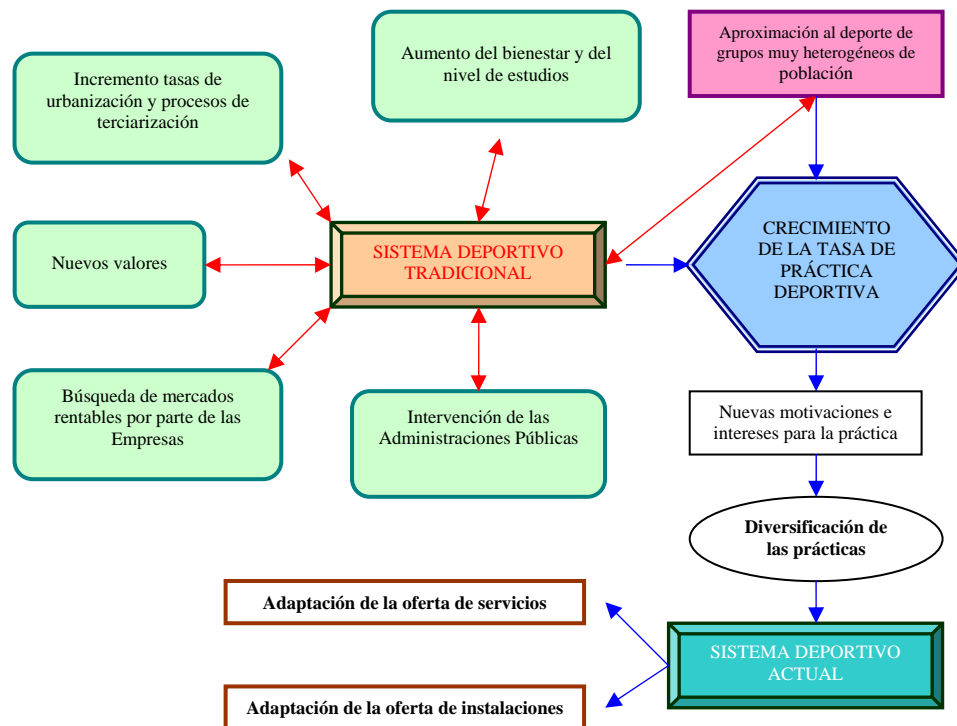 Aumento del bienestar y del
nivel de estudios
Aproximación al deporte de
grupos muy heterogéneos de
población
Incremento tasas de
urbanización y procesos de
terciarización
Nuevos valores
SISTEMA DEPORTIVO
TRADICIONAL
CRECIMIENTO
DE LA TASA DE
PRÁCTICA
DEPORTIVA
Búsqueda de mercados
rentables por parte de las
Empresas
Intervención de las
Administraciones Públicas
Nuevas motivaciones e
intereses para la práctica
Diversificación de
las prácticas
Adaptación de la oferta de servicios
SISTEMA DEPORTIVO
ACTUAL
Adaptación de la oferta de instalaciones